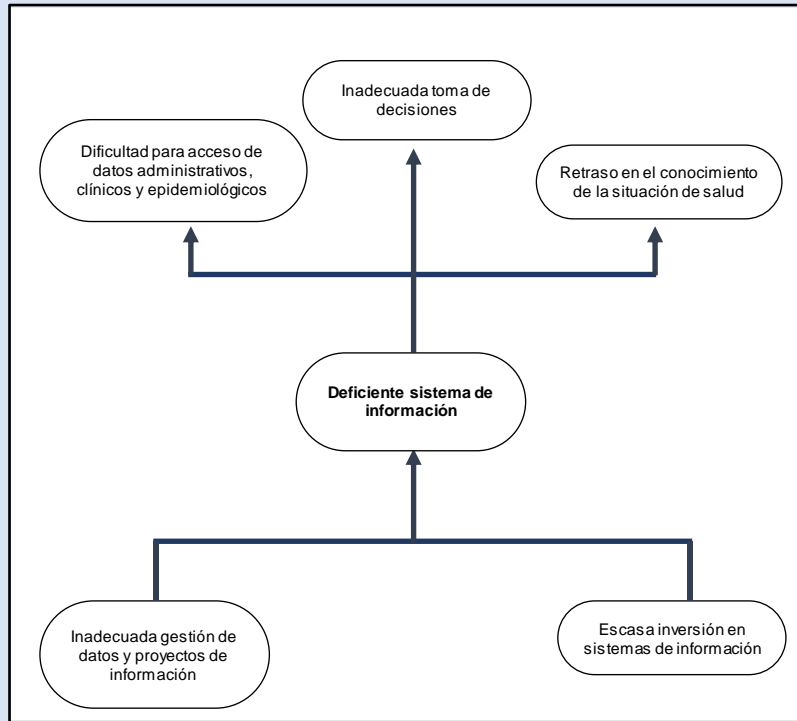 Inadecuada toma de
decisiones
Dificultad para acceso de
datos administrativos,
clínicos y epidemiológicos
Retraso en el conocimiento
de la situación de salud
Deficiente sistema de
información
Inadecuada gestión de
datos y proyectos de
información
Escasa inversión en
sistemas de información